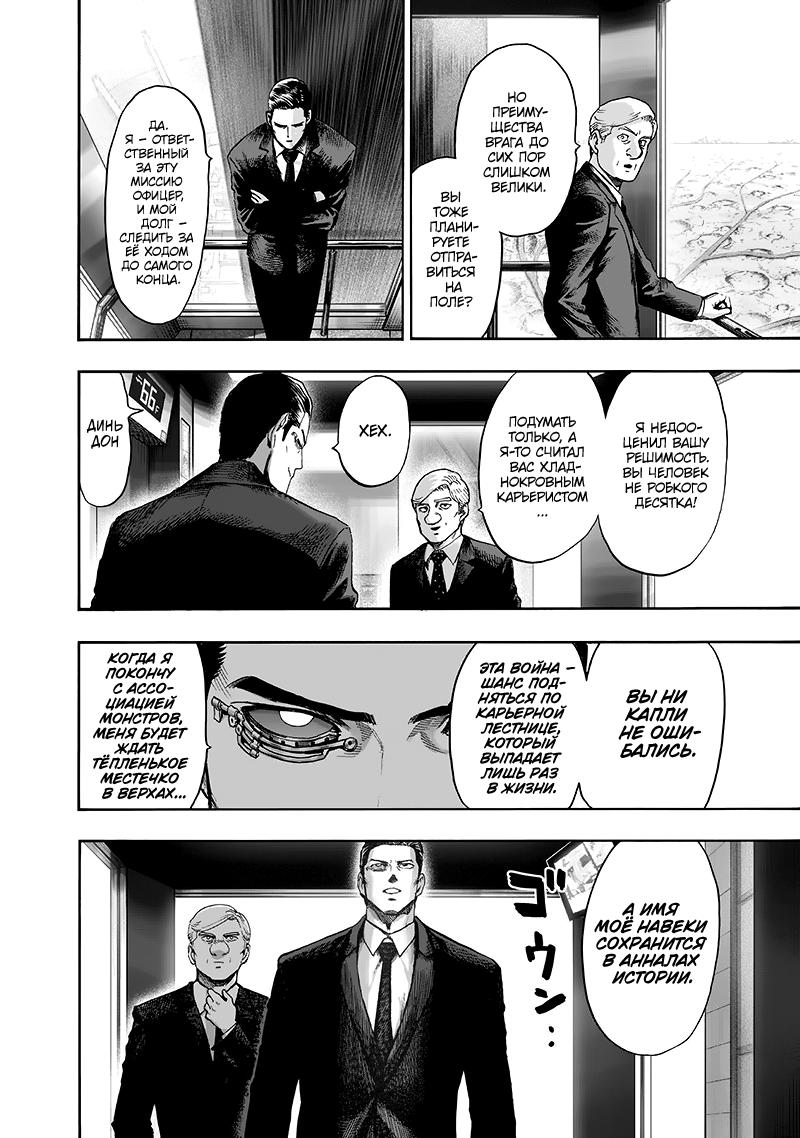 НО
ПРЕИМУ-
ЩЕСТВА
ВРАГА ДО
СИХ ПОР
СЛИШКОМ
ВЕЛИКИ.
ВЫ
ТОЖЕ
ПЛАНИ-
РУЕТЕ
ОТПРА-
ВИТЬСЯ
НА
ПОЛЕ?
ДА.
Я – ОТВЕТ-
СТВЕННЫЙ
ЗА ЭТУ
МИССИЮ
ОФИЦЕР,
И МОЙ
ДОЛГ –
СЛЕДИТЬ ЗА
ЕЁ ХОДОМ
ДО САМОГО
КОНЦА.
Я НЕДОО-
ЦЕНИЛ ВАШУ
РЕШИМОСТЬ.
ВЫ ЧЕЛОВЕК
НЕ РОБКОГО
ДЕСЯТКА!
ПОДУМАТЬ
ТОЛЬКО, А
Я-ТО СЧИТАЛ
ВАС ХЛАД-
НОКРОВНЫМ
КАРЬЕРИСТОМ
...
ХЕХ.
-66F
ДИНЬ
ДОН
ВЫ НИ
КАПЛИ
НЕ ОШИ-
БАЛИСЬ.
ЭТА ВОЙНА –
ШАНС ПОД-
НЯТЬСЯ ПО
КАРЬЕРНОЙ
ЛЕСТНИЦЕ,
КОТОРЫЙ
ВЫПАДАЕТ
ЛИШЬ РАЗ
В ЖИЗНИ.
КОГДА Я
ПОКОНЧУ
С АССО-
ЦИАЦИЕЙ
МОНСТРОВ,
МЕНЯ БУДЕТ
ЖДАТЬ
ТЁПЛЕНЬКОЕ
МЕСТЕЧКО
В ВЕРХАХ...
А ИМЯ
МОЁ НАВЕКИ
СОХРАНИТСЯ
В АННАЛАХ
ИСТОРИИ.
ゴウン..